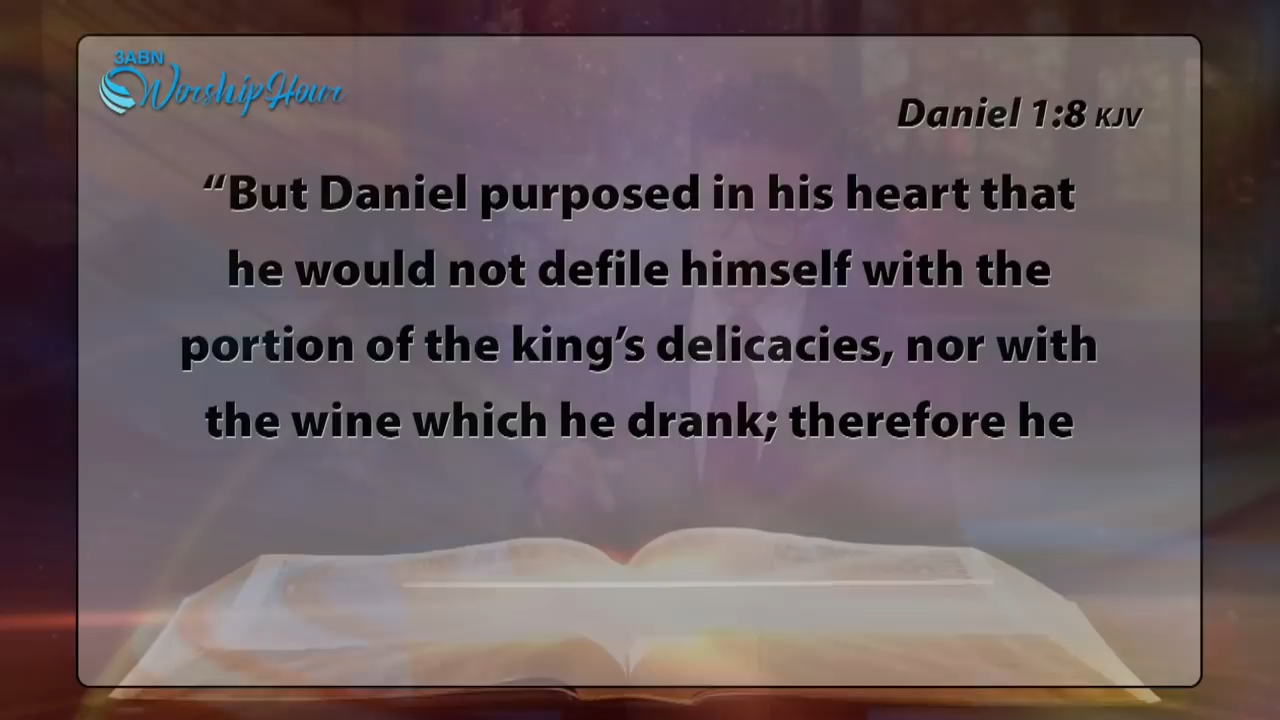 3ABN
Worship Hour
Daniel 1:8 KJV
“But Daniel purposed in his heart that
he would not defile himself with the
portion of the king’s delicacies, nor with
the wine which he drank; therefore he